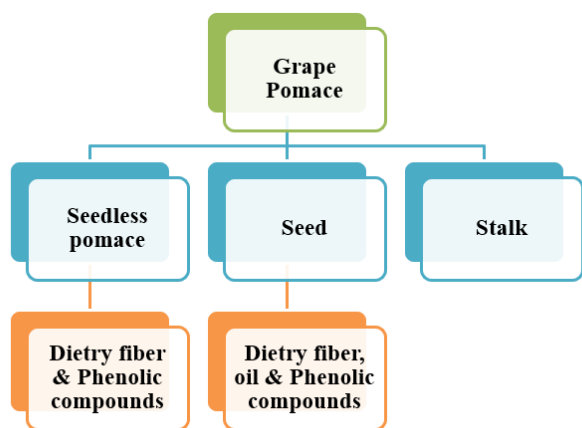 Grape
Pomace
Seedless
pomace
Seed
Stalk
Dietry fiber
& Phenolic
compounds
Dietry fiber,
oil & Phenolic
compounds